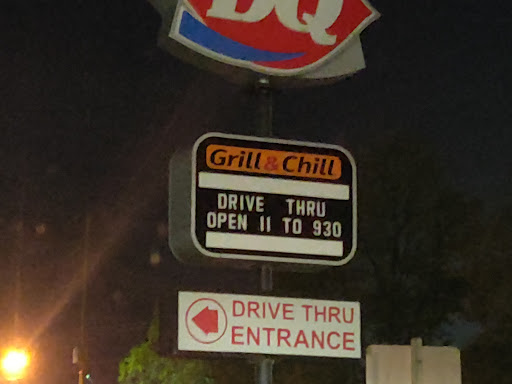 DQ
Grill & Chill
DRIVE THRU
OPEN 11 TO 930
DRIVE THRU
ENTRANCE